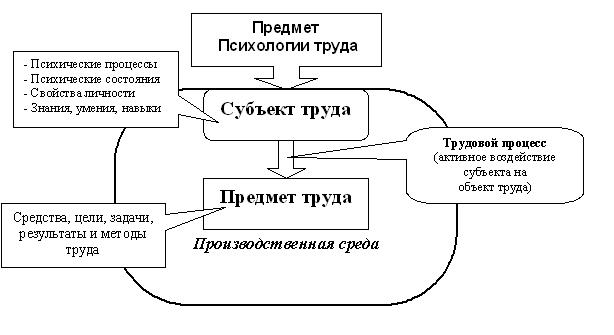 Предмет
Психологии труда
- Психические процессы
- Психические состояния
- Свойства личности
- Знания, умения, навыки
Субъект труда
Трудовой процесс
(активное воздействие
субъекта на
объект труда)
Предмет труда
Средства, цели, задачи,
результаты и методы
труда
Производственная среда